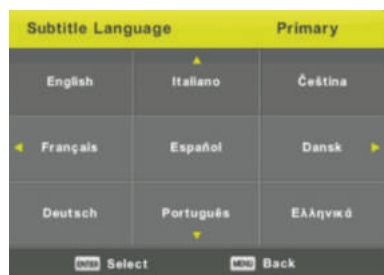 Subtitle Language Primary
English Italiano Čeština
Français Español Dansk
Deutsch Português Ελληνικά
ENTER Select MENU Back